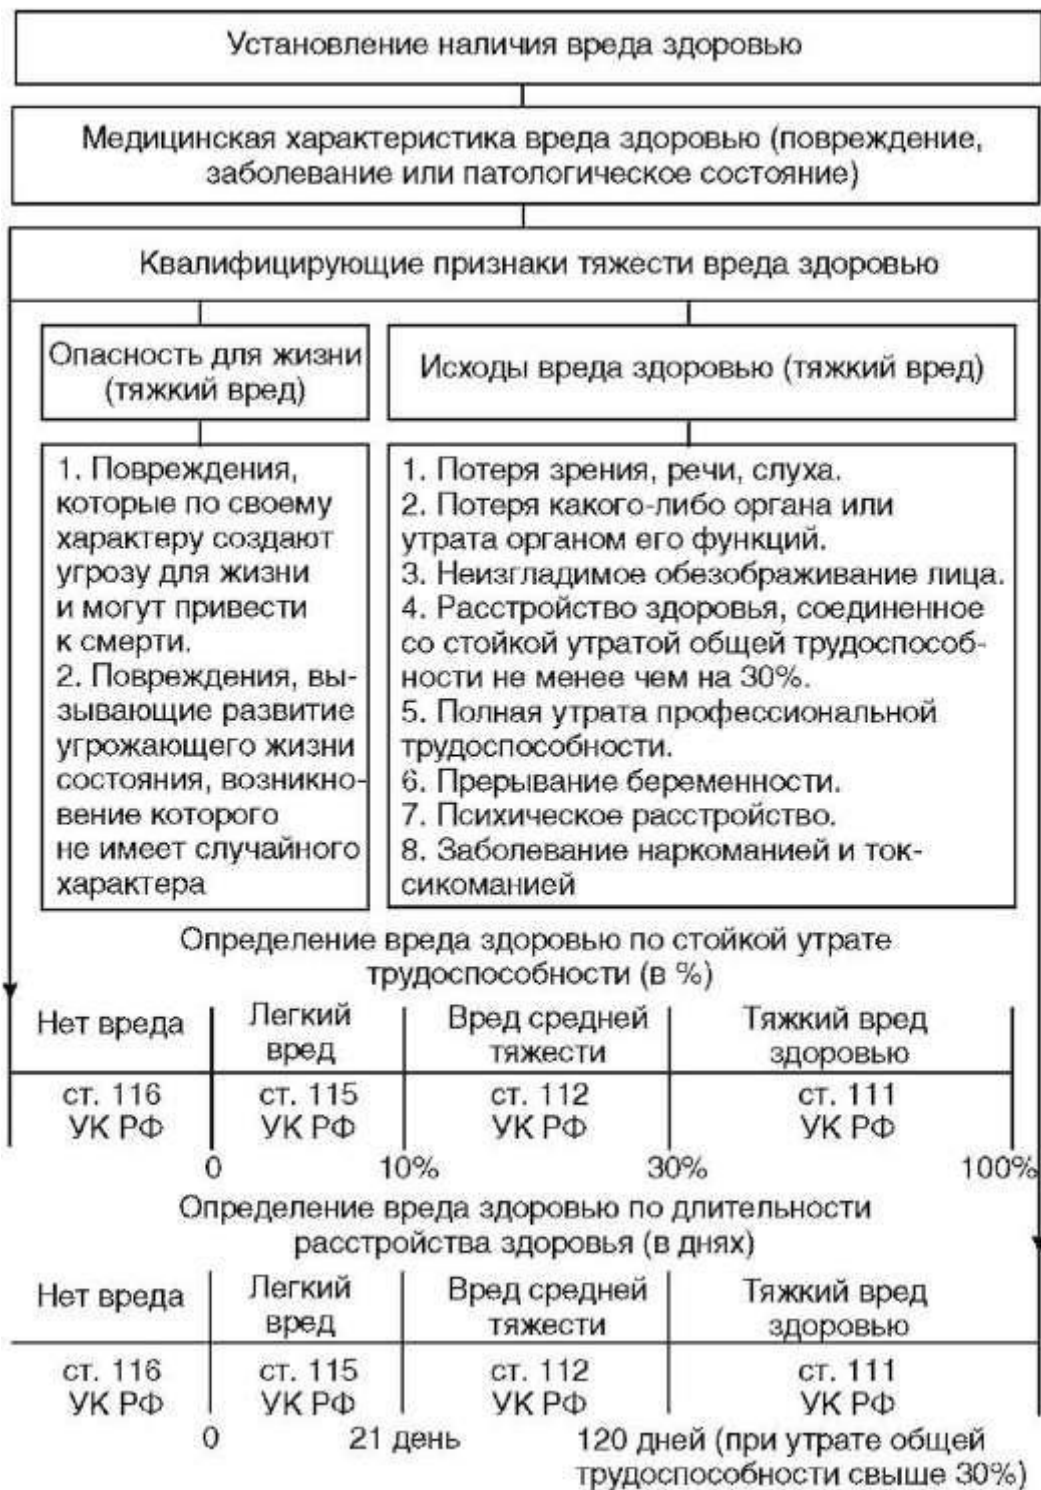 Установление наличия вреда здоровью
Медицинская характеристика вреда здоровью (повреждение,
заболевание или патологическое состояние)
Квалифицирующие признаки тяжести вреда здоровью
Опасность для жизни
(тяжкий вред)
Исходы вреда здоровью (тяжкий вред)
1. Повреждения,
которые по своему
характеру создают
угрозу для жизни
и могут привести
к смерти.
2. Повреждения, вы-
зывающие развитие
угрожающего жизни
состояния, возникно-
вение которого
не имеет случайного
характера
1. Потеря зрения, речи, слуха.
2. Потеря какого-либо органа или
утрата органом его функций.
3. Неизгладимое обезображивание лица.
4. Расстройство здоровья, соединенное
со стойкой утратой общей трудоспособ-
ности не менее чем на 30%.
5. Полная утрата профессиональной
трудоспособности.
6. Прерывание беременности.
7. Психическое расстройство.
8. Заболевание наркоманией и ток-
сикоманией
Определение вреда здоровью по стойкой утрате
трудоспособности (в %)
Нет вреда
Легкий
вред
Вред средней
тяжести
Тяжкий вред
здоровью
ст. 116
УК РФ
ст. 115
УК РФ
ст. 112
УК РФ
ст. 111
УК РФ
0 10% 30% 100%
Определение вреда здоровью по длительности
расстройства здоровья (в днях)
Нет вреда
Легкий
вред
Вред средней
тяжести
Тяжкий вред
здоровью
ст. 116
УК РФ
ст. 115
УК РФ
ст. 112
УК РФ
ст. 111
УК РФ
0 21 день 120 дней (при утрате общей
трудоспособности свыше 30%)